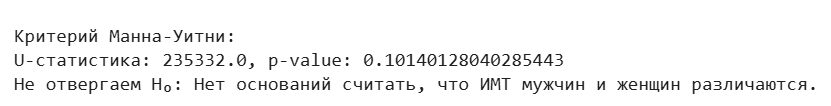 Критерий Манна-Уитни:
U-статистика: 235332.0, p-value: 0.10140128040285443
Не отвергаем H₀: Нет оснований считать, что ИМТ мужчин и женщин различаются.